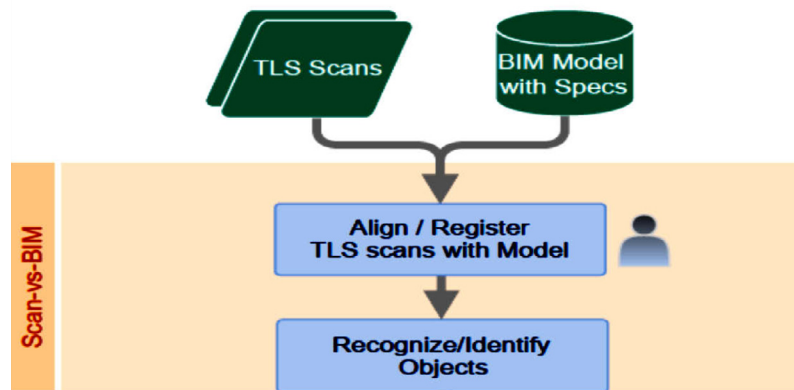 TLS Scans
BIM Model
with Specs
Scan-vs-BIM
Align / Register
TLS scans with Model
Recognize/Identify
Objects